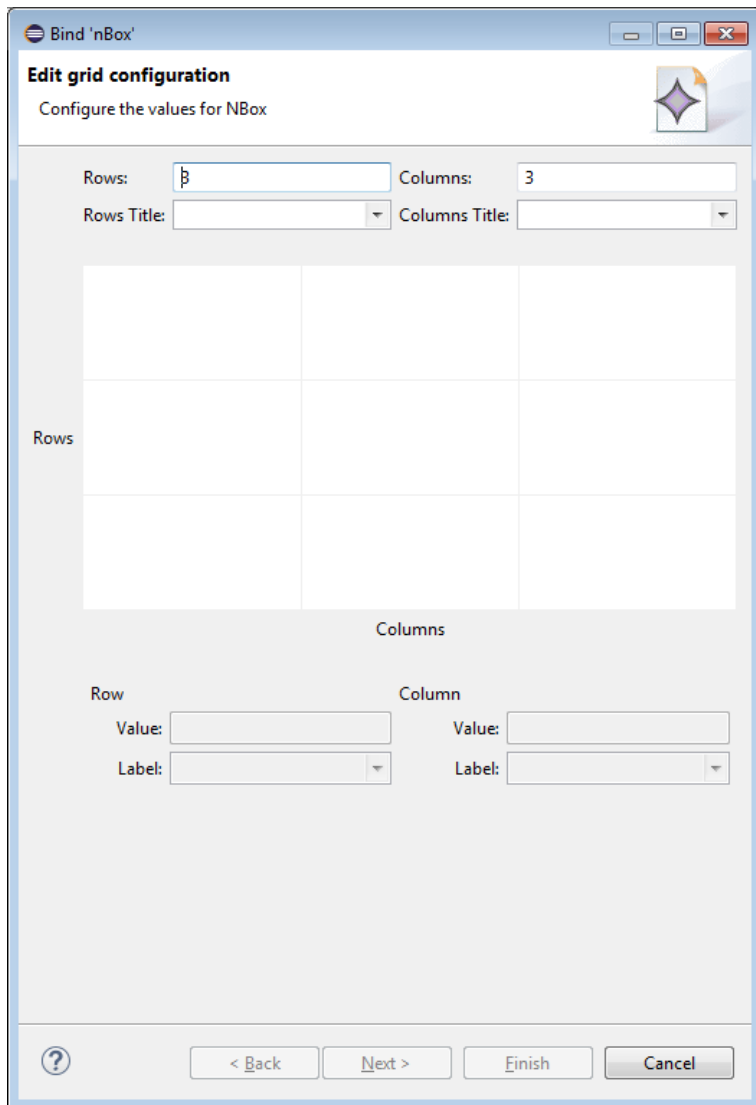 Bind 'nBox'
Edit grid configuration
Configure the values for NBox
Rows: 3 Columns: 3
Rows Title: Columns Title:
Rows
Columns
Row Column
Value: Value:
Label: Label:
? < Back Next > Finish Cancel